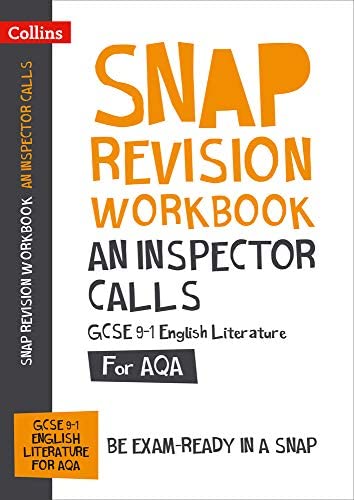 Collins
SNAP REVISION WORKBOOK AN INSPECTOR CALLS
GCSE 9-1
ENGLISH
LITERATURE
FOR AQA
SNAP
REVISION
WORKBOOK
AN INSPECTOR
CALLS
GCSE 9-1 English Literature
For AQA
BE EXAM-READY IN A SNAP